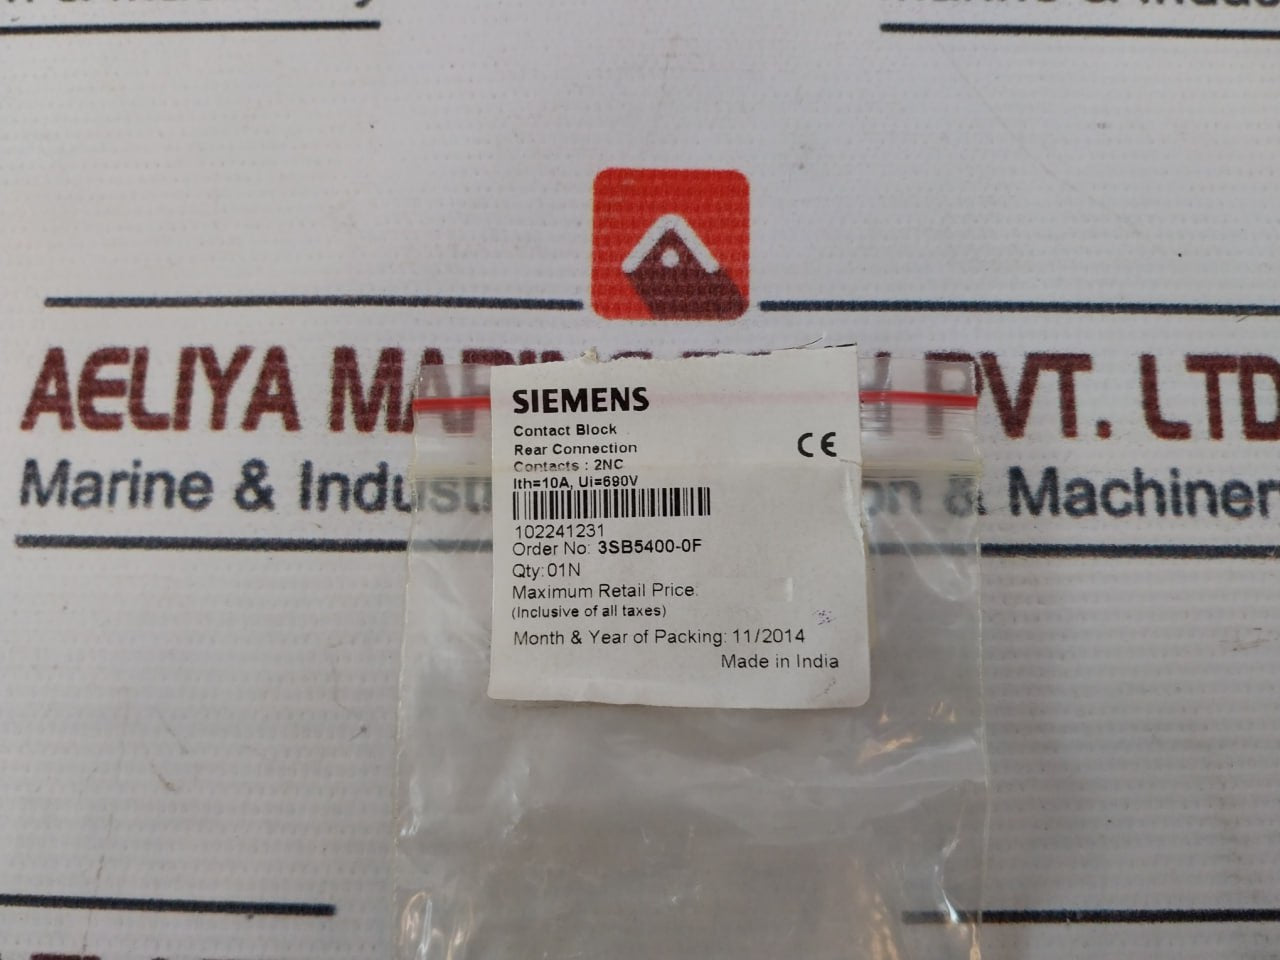 AELIYA PVT. LTD
Marine & & Machiner
SIEMENS
Contact Block
Rear Connection
CE
Contacts : 2NC
Ith=10A, Ui=690V
102241231
Order No: 3SB5400-0F
Qty: 01N
Maximum Retail Price:
(Inclusive of all taxes)
Month & Year of Packing: 11/2014
Made in India